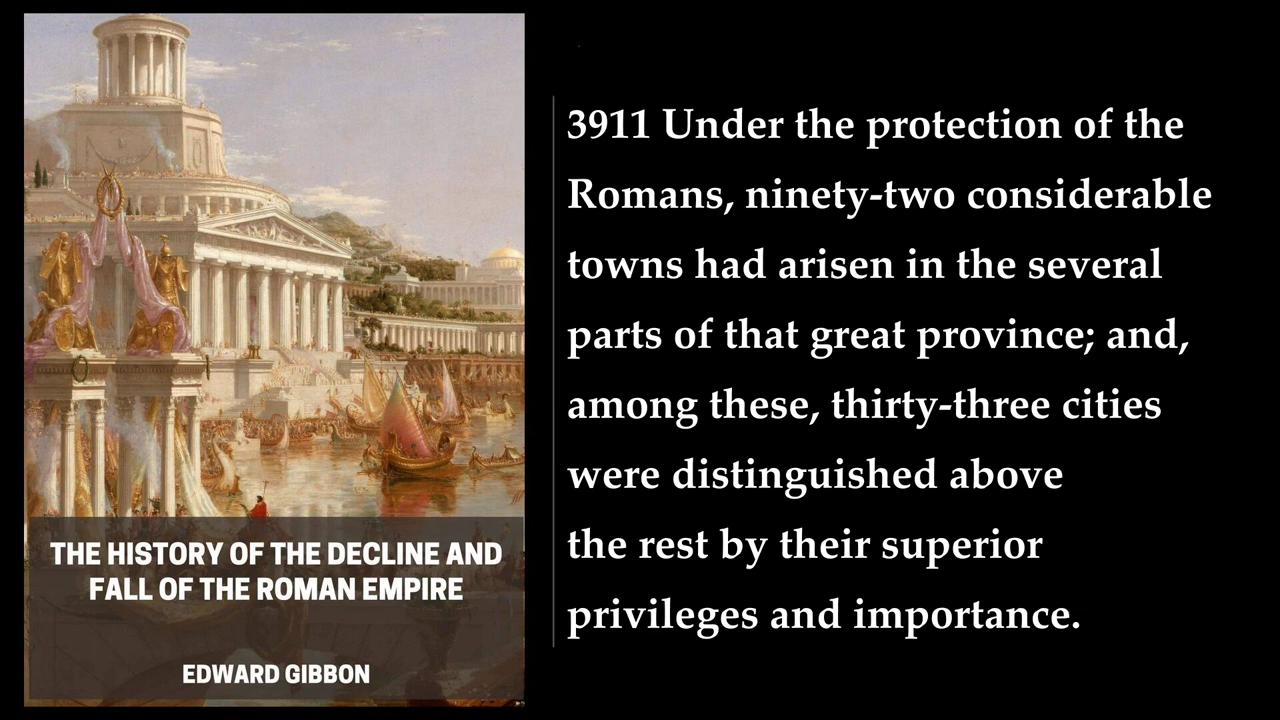 THE HISTORY OF THE DECLINE AND
FALL OF THE ROMAN EMPIRE
EDWARD GIBBON
3911 Under the protection of the
Romans, ninety-two considerable
towns had arisen in the several
parts of that great province; and,
among these, thirty-three cities
were distinguished above
the rest by their superior
privileges and importance.